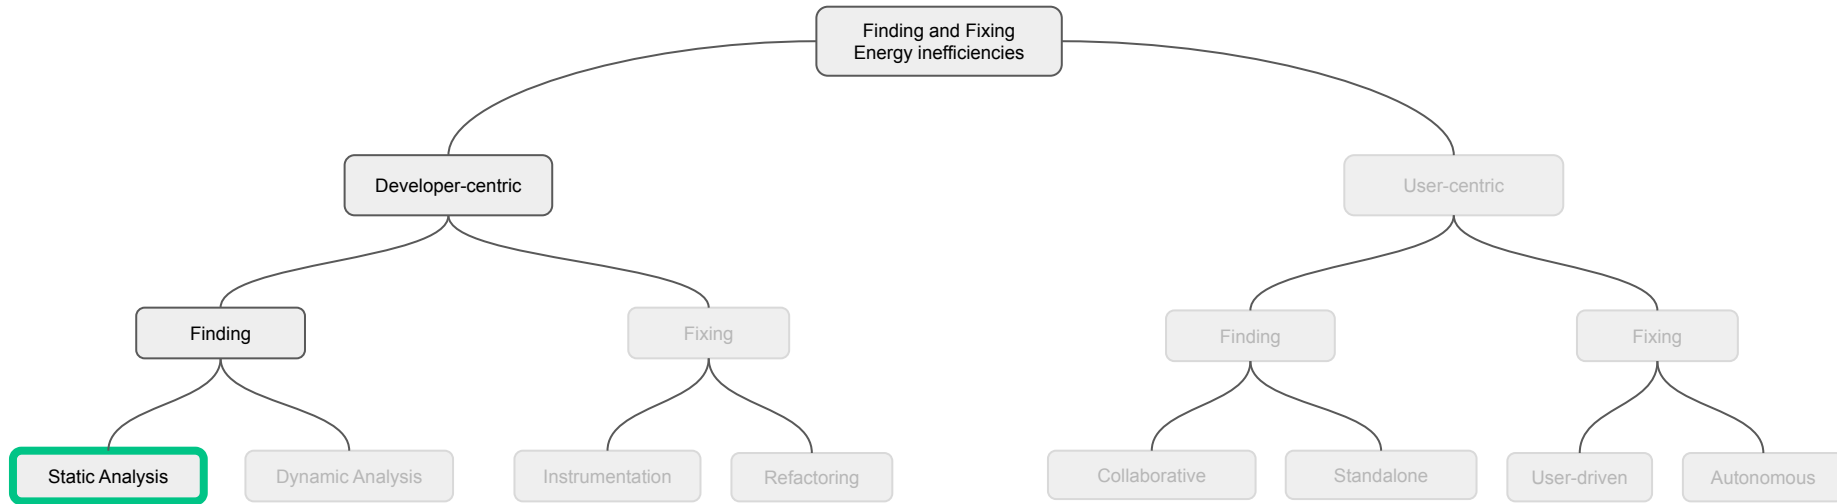 Finding and Fixing
Energy inefficiencies
Developer-centric
User-centric
Finding
Fixing
Finding
Fixing
Static Analysis
Dynamic Analysis
Instrumentation
Refactoring
Collaborative
Standalone
User-driven
Autonomous